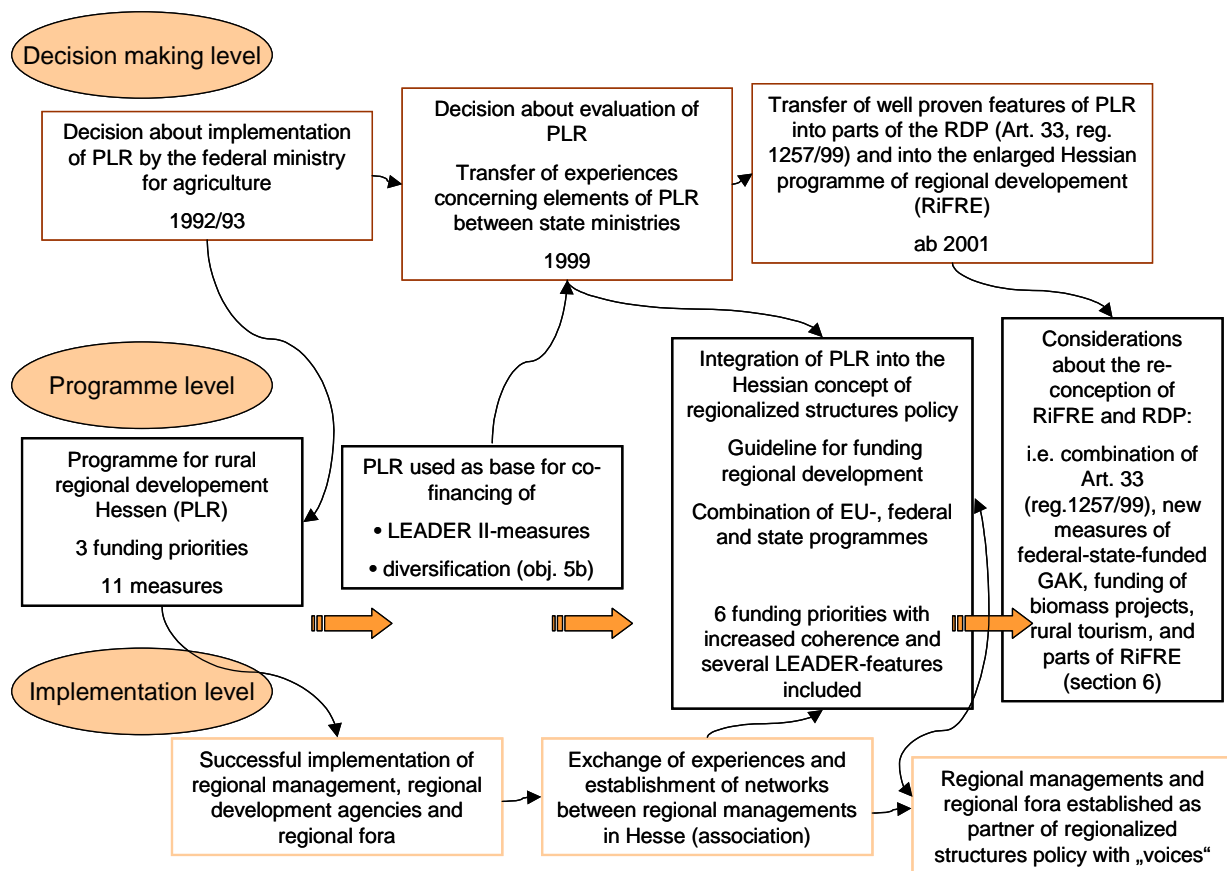 Decision making level
Decision about implementation
of PLR by the federal ministry
for agriculture
1992/93
Decision about evaluation of
PLR
Transfer of experiences
concerning elements of PLR
between state ministries
1999
Transfer of well proven features of PLR
into parts of the RDP (Art. 33, reg.
1257/99) and into the enlarged Hessian
programme of regional developement
(RiFRE)
ab 2001
Programme level
Programme for rural
regional developement
Hessen (PLR)
3 funding priorities
11 measures
PLR used as base for co-
financing of
• LEADER II-measures
• diversification (obj. 5b)
Integration of PLR into the
Hessian concept of
regionalized structures policy
Guideline for funding
regional development
Combination of EU-, federal
and state programmes
6 funding priorities with
increased coherence and
several LEADER-features
included
Considerations
about the re-
conception of
RiFRE and RDP:
i.e. combination of
Art. 33
(reg.1257/99), new
measures of
federal-state-funded
GAK, funding of
biomass projects,
rural tourism, and
parts of RiFRE
(section 6)
Implementation level
Successful implementation of
regional management, regional
development agencies and
regional fora
Exchange of experiences and
establishment of networks
between regional managements
in Hesse (association)
Regional managements and
regional fora established as
partner of regionalized
structures policy with „voices“